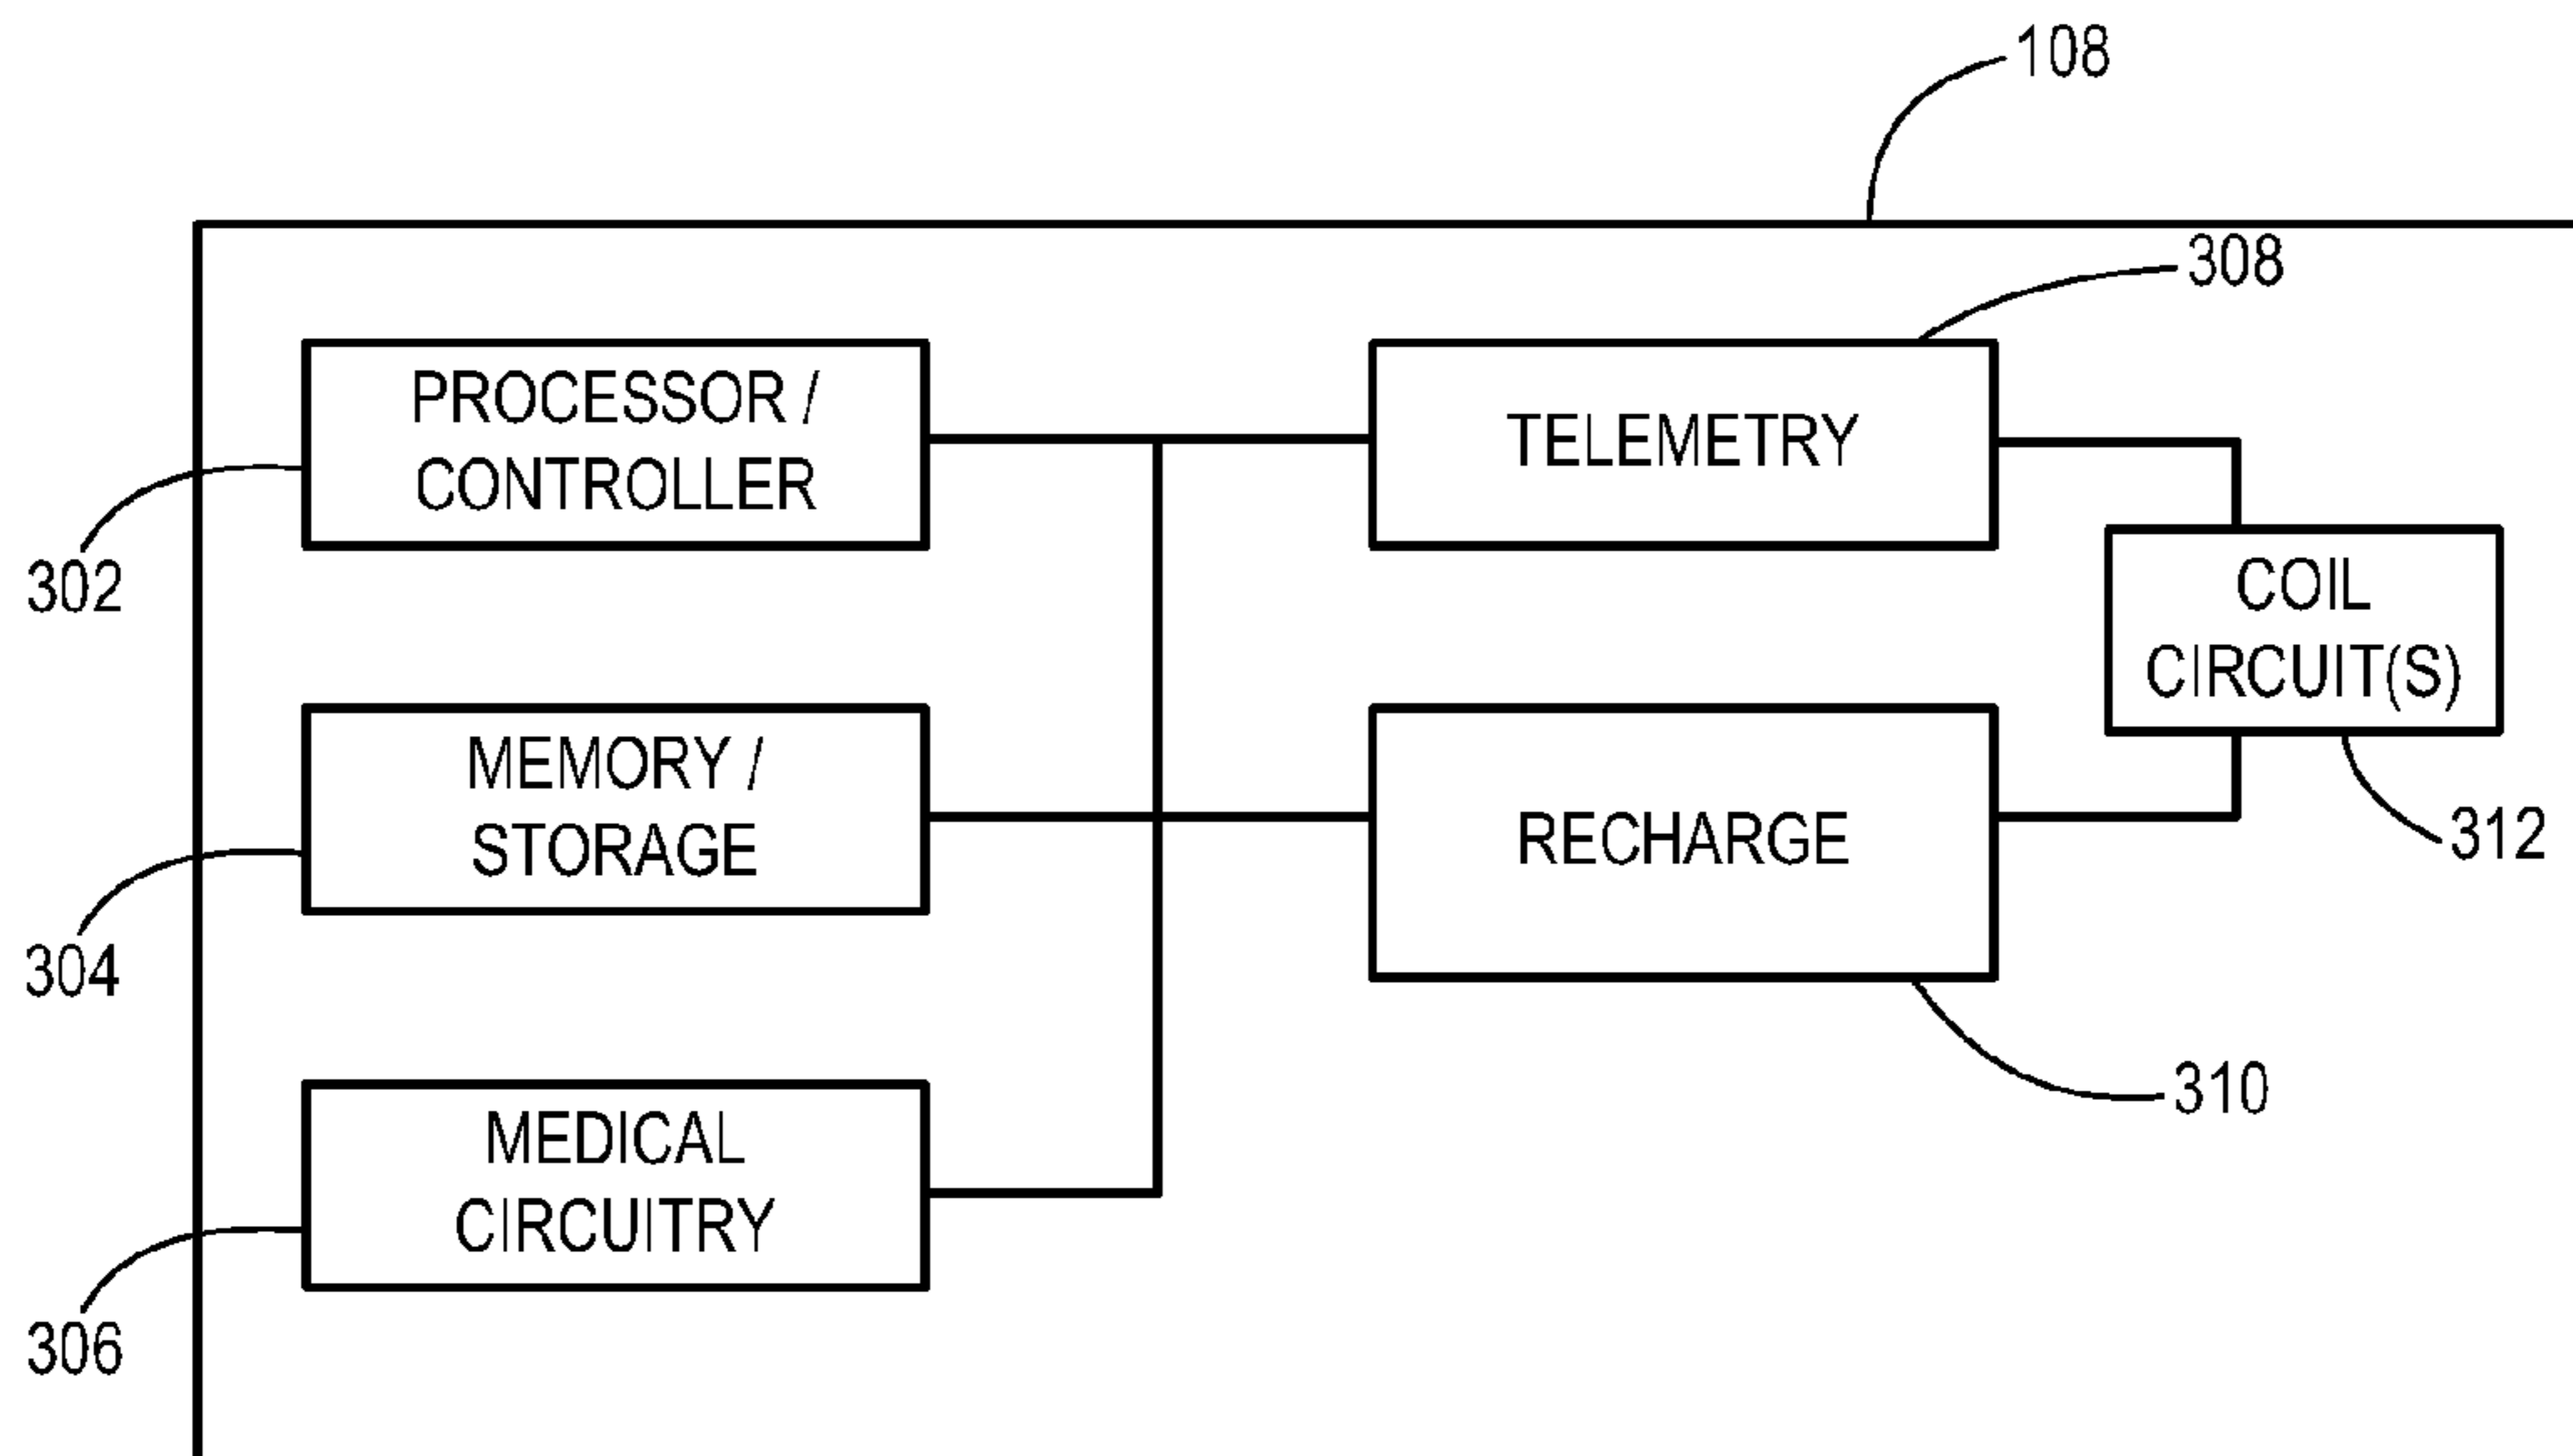 108
308
PROCESSOR /
CONTROLLER
TELEMETRY
302
COIL
CIRCUIT(S)
MEMORY /
STORAGE
RECHARGE
312
304
310
MEDICAL
CIRCUITRY
306